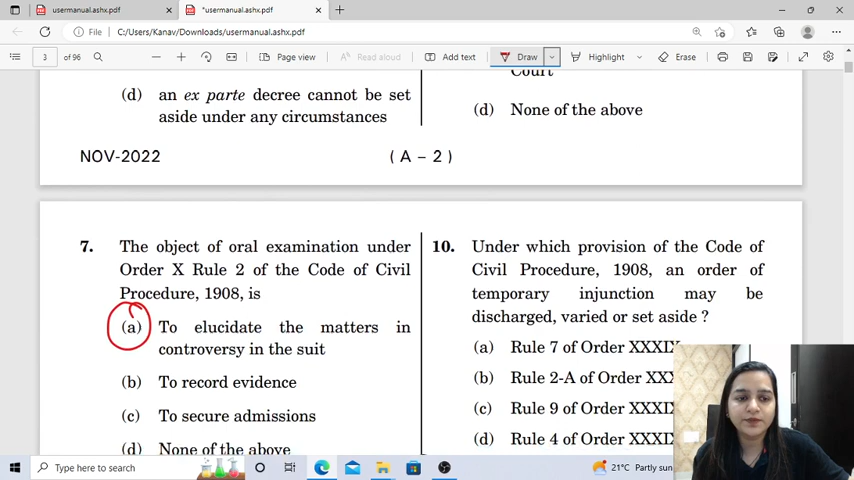 usermanual.ashx.pdf
*usermanual.ashx.pdf
File
C:/Users/Kanav/Downloads/usermanual.ashx.pdf
3 of 96
Page view
Read aloud
Add text
Draw
Highlight
Erase
(d) an ex parte decree cannot be set
aside under any circumstances
Court
(d) None of the above
NOV-2022
( A – 2 )
7. The object of oral examination under
Order X Rule 2 of the Code of Civil
Procedure, 1908, is
(a) To elucidate the matters in
controversy in the suit
(b) To record evidence
(c) To secure admissions
(d) None of the above
10. Under which provision of the Code of
Civil Procedure, 1908, an order of
temporary injunction may be
discharged, varied or set aside ?
(a) Rule 7 of Order XXXIX
(b) Rule 2-A of Order
(c) Rule 9 of Order
(d) Rule 4 of Order
Type here to search
21°C Partly